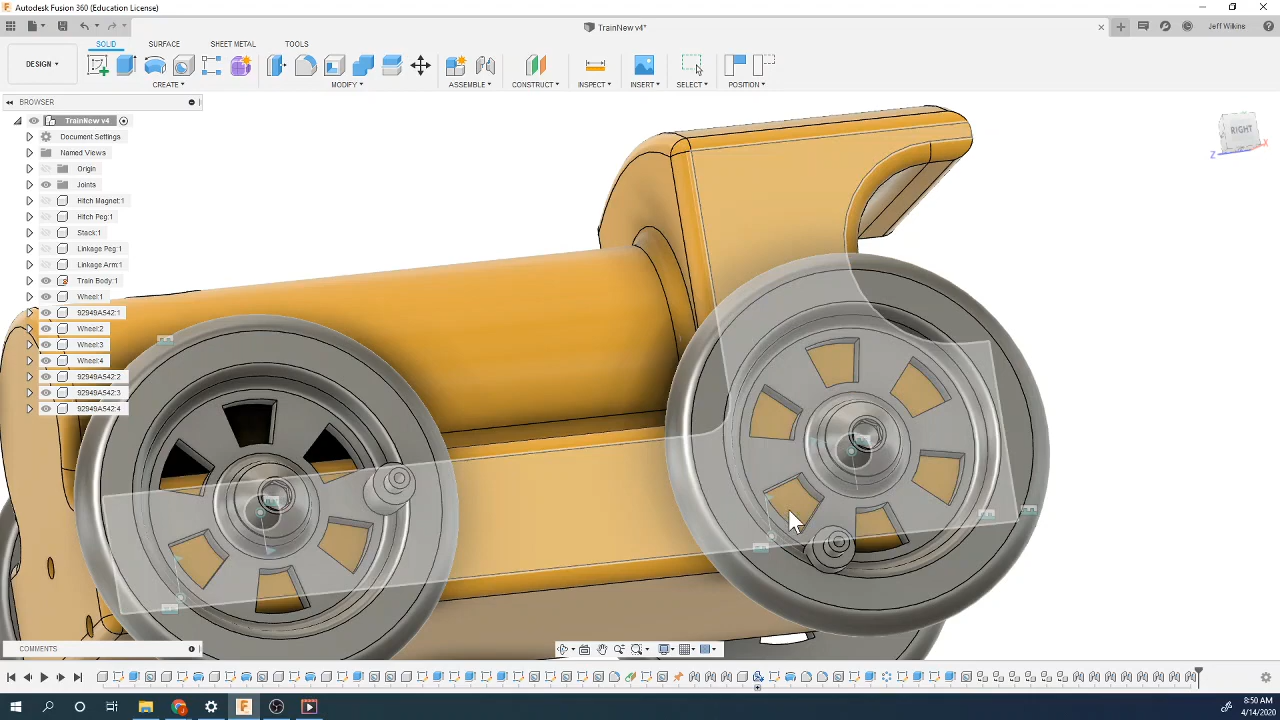 Autodesk Fusion 360 (Education License)
TrainNew v4*
Jeff Wilkins
DESIGN
SOLID
SURFACE
SHEET METAL
TOOLS
CREATE
MODIFY
ASSEMBLE
CONSTRUCT
INSPECT
INSERT
SELECT
POSITION
BROWSER
TrainNew v4
Document Settings
Named Views
Origin
Joints
Hitch Magnet:1
Hitch Peg:1
Stack:1
Linkage Peg:1
Linkage Arm:1
Train Body:1
Wheel:1
92949A542:1
Wheel:2
Wheel:3
Wheel:4
92949A542:2
92949A542:3
92949A542:4
RIGHT
Z
X
COMMENTS
8:50 AM
4/14/2020